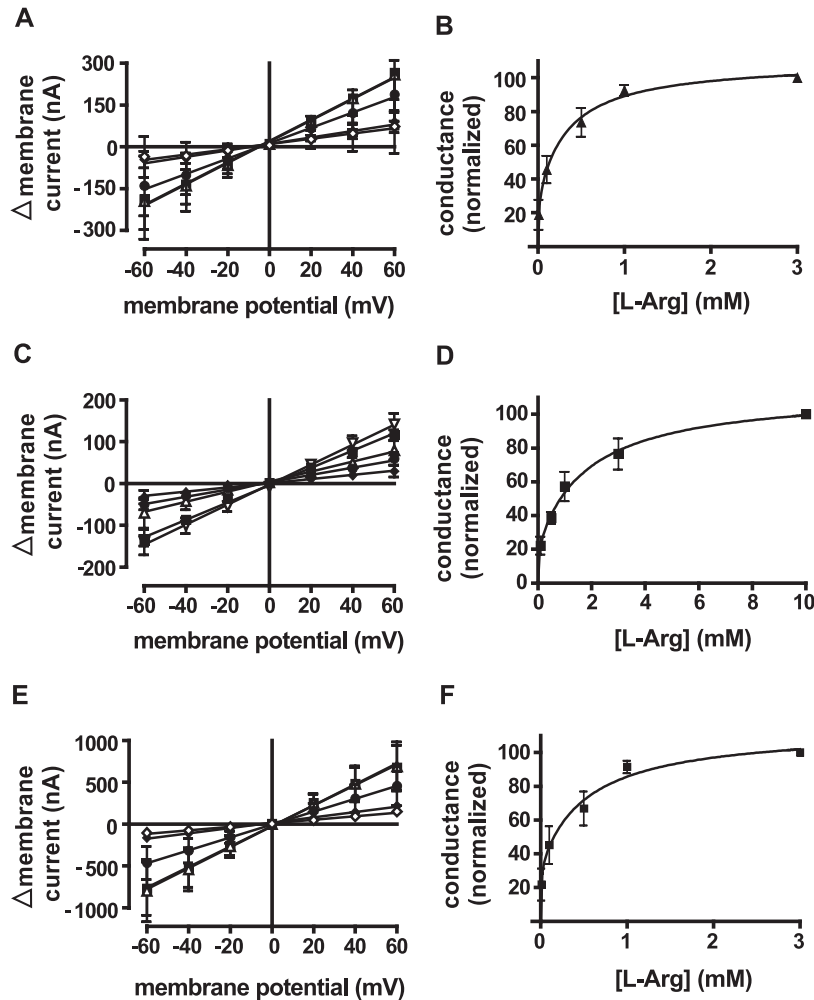 A
△membrane
current (nA)
300
150
0
-150
-300
-60 -40 -20 0 20 40 60
membrane potential (mV)
B
conductance
(normalized)
100
80
60
40
20
0 1 2 3
[L-Arg] (mM)
C
△membrane
current (nA)
200
100
0
-100
-200
-60 -40 -20 0 20 40 60
membrane potential (mV)
D
conductance
(normalized)
100
80
60
40
20
0
0 2 4 6 8 10
[L-Arg] (mM)
E
△membrane
current (nA)
1000
500
0
-500
-1000
-60 -40 -20 0 20 40 60
membrane potential (mV)
F
conductance
(normalized)
100
80
60
40
20
0 1 2 3
[L-Arg] (mM)